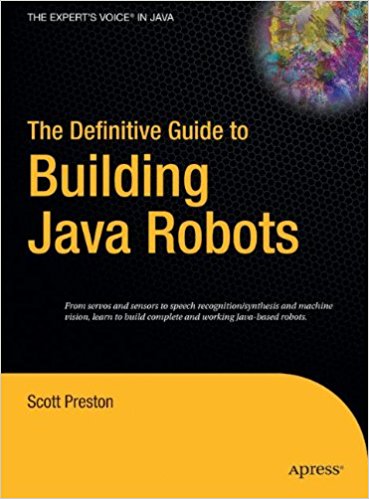 THE EXPERT'S VOICE® IN JAVA
The Definitive Guide to
Building
Java Robots
From servos and sensors to speech recognition/synthesis and machine
vision, learn to build complete and working Java-based robots.
Scott Preston
Apress®